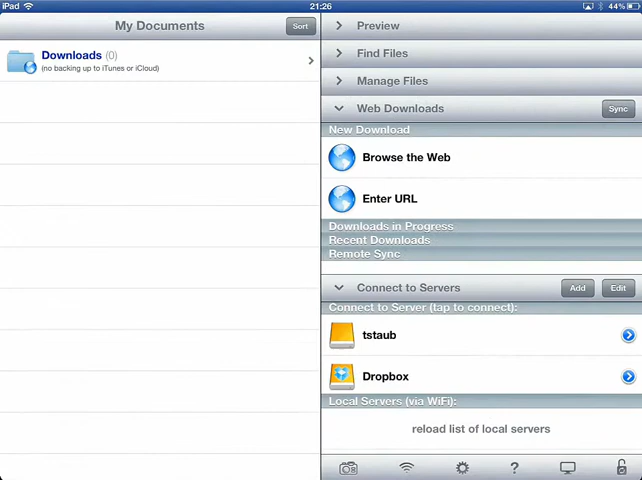 iPad 21:26 44%
My Documents Sort
Downloads (0)
(no backing up to iTunes or iCloud)
Preview
Find Files
Manage Files
Web Downloads Sync
New Download
Browse the Web
Enter URL
Downloads in Progress
Recent Downloads
Remote Sync
Connect to Servers Add Edit
Connect to Server (tap to connect):
tstaub
Dropbox
Local Servers (via WiFi):
reload list of local servers
?